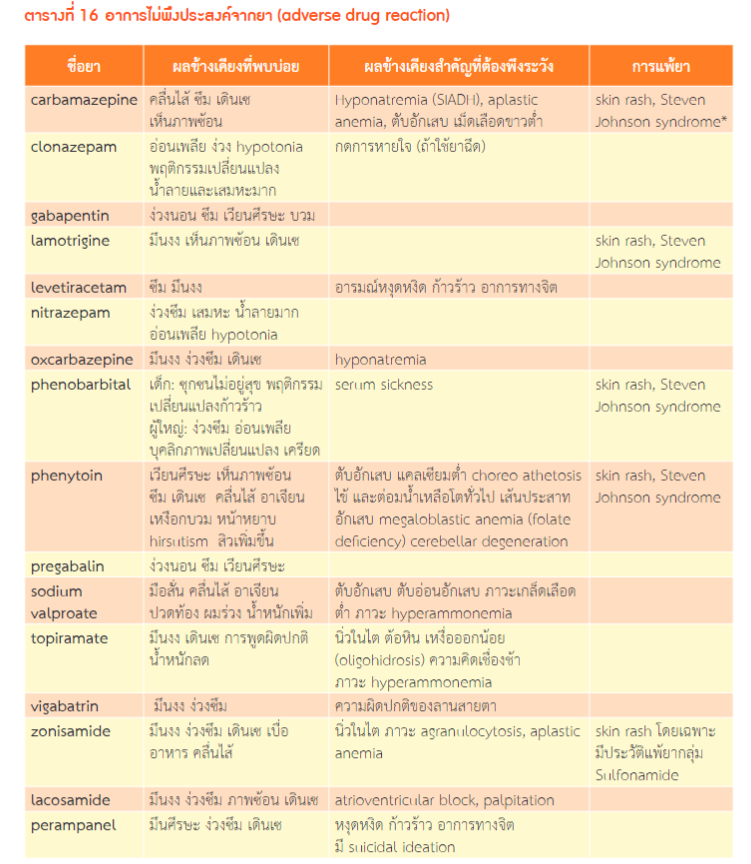 ตารางที่ 16 อาการไม่พึงประสงค์จากยา (adverse drug reaction)
ชื่อยา ผลข้างเคียงที่พบบ่อย ผลข้างเคียงสำคัญที่ต้องพึงระวัง การแพ้ยา
carbamazepine คลื่นไส้ ซึม เดินเซ Hyponatremia (SIADH), aplastic skin rash, Steven
เห็นภาพซ้อน anemia, ตับอักเสบ เม็ดเลือดขาวต่ำ Johnson syndrome*
clonazepam อ่อนเพลีย ง่วง hypotonia กดการหายใจ (ถ้าใช้ยาฉีด)
พฤติกรรมเปลี่ยนแปลง
น้ำลายและเสมหะมาก
gabapentin ง่วงนอน ซึม เวียนศีรษะ บวม
lamotrigine มึนงง เห็นภาพซ้อน เดินเซ skin rash, Steven
Johnson syndrome
levetiracetam ซึม มึนงง อารมณ์หงุดหงิด ก้าวร้าว อาการทางจิต
nitrazepam ง่วงซึม เสมหะ น้ำลายมาก
อ่อนเพลีย hypotonia
oxcarbazepine มึนงง ง่วงซึม เดินเซ hyponatremia
phenobarbital เด็ก: ซุกซนไม่อยู่สุข พฤติกรรม serum sickness skin rash, Steven
เปลี่ยนแปลงก้าวร้าว Johnson syndrome
ผู้ใหญ่: ง่วงซึม อ่อนเพลีย
บุคลิกภาพเปลี่ยนแปลง เครียด
phenytoin เวียนศีรษะ เห็นภาพซ้อน ตับอักเสบ แคลเซียมต่ำ choreo athetosis skin rash, Steven
ซึม เดินเซ คลื่นไส้ อาเจียน ไข้ และต่อมน้ำเหลืองโตทั่วไป เส้นประสาท Johnson syndrome
เหงือกบวม หน้าหยาบ อักเสบ megaloblastic anemia (folate
hirsutism สิวเพิ่มขึ้น deficiency) cerebellar degeneration
pregabalin ง่วงนอน ซึม เวียนศีรษะ
sodium มือสั่น คลื่นไส้ อาเจียน ตับอักเสบ ตับอ่อนอักเสบ ภาวะเกล็ดเลือด
valproate ปวดท้อง ผมร่วง น้ำหนักเพิ่ม ต่ำ ภาวะ hyperammonemia
topiramate มึนงง เดินเซ การพูดผิดปกติ นิ่วในไต ต้อหิน เหงื่อออกน้อย
น้ำหนักลด (oligohidrosis) ความคิดเชื่องช้า
ภาวะ hyperammonemia
vigabatrin มึนงง ง่วงซึม ความผิดปกติของลานสายตา
zonisamide มึนงง ง่วงซึม เดินเซ เบื่อ นิ่วในไต ภาวะ agranulocytosis, aplastic skin rash โดยเฉพาะ
อาหาร คลื่นไส้ anemia มีประวัติแพ้ยากลุ่ม
Sulfonamide
lacosamide มึนงง ง่วงซึม ภาพซ้อน เดินเซ atrioventricular block, palpitation
perampanel มึนศีรษะ ง่วงซึม เดินเซ หงุดหงิด ก้าวร้าว อาการทางจิต
มี suicidal ideation